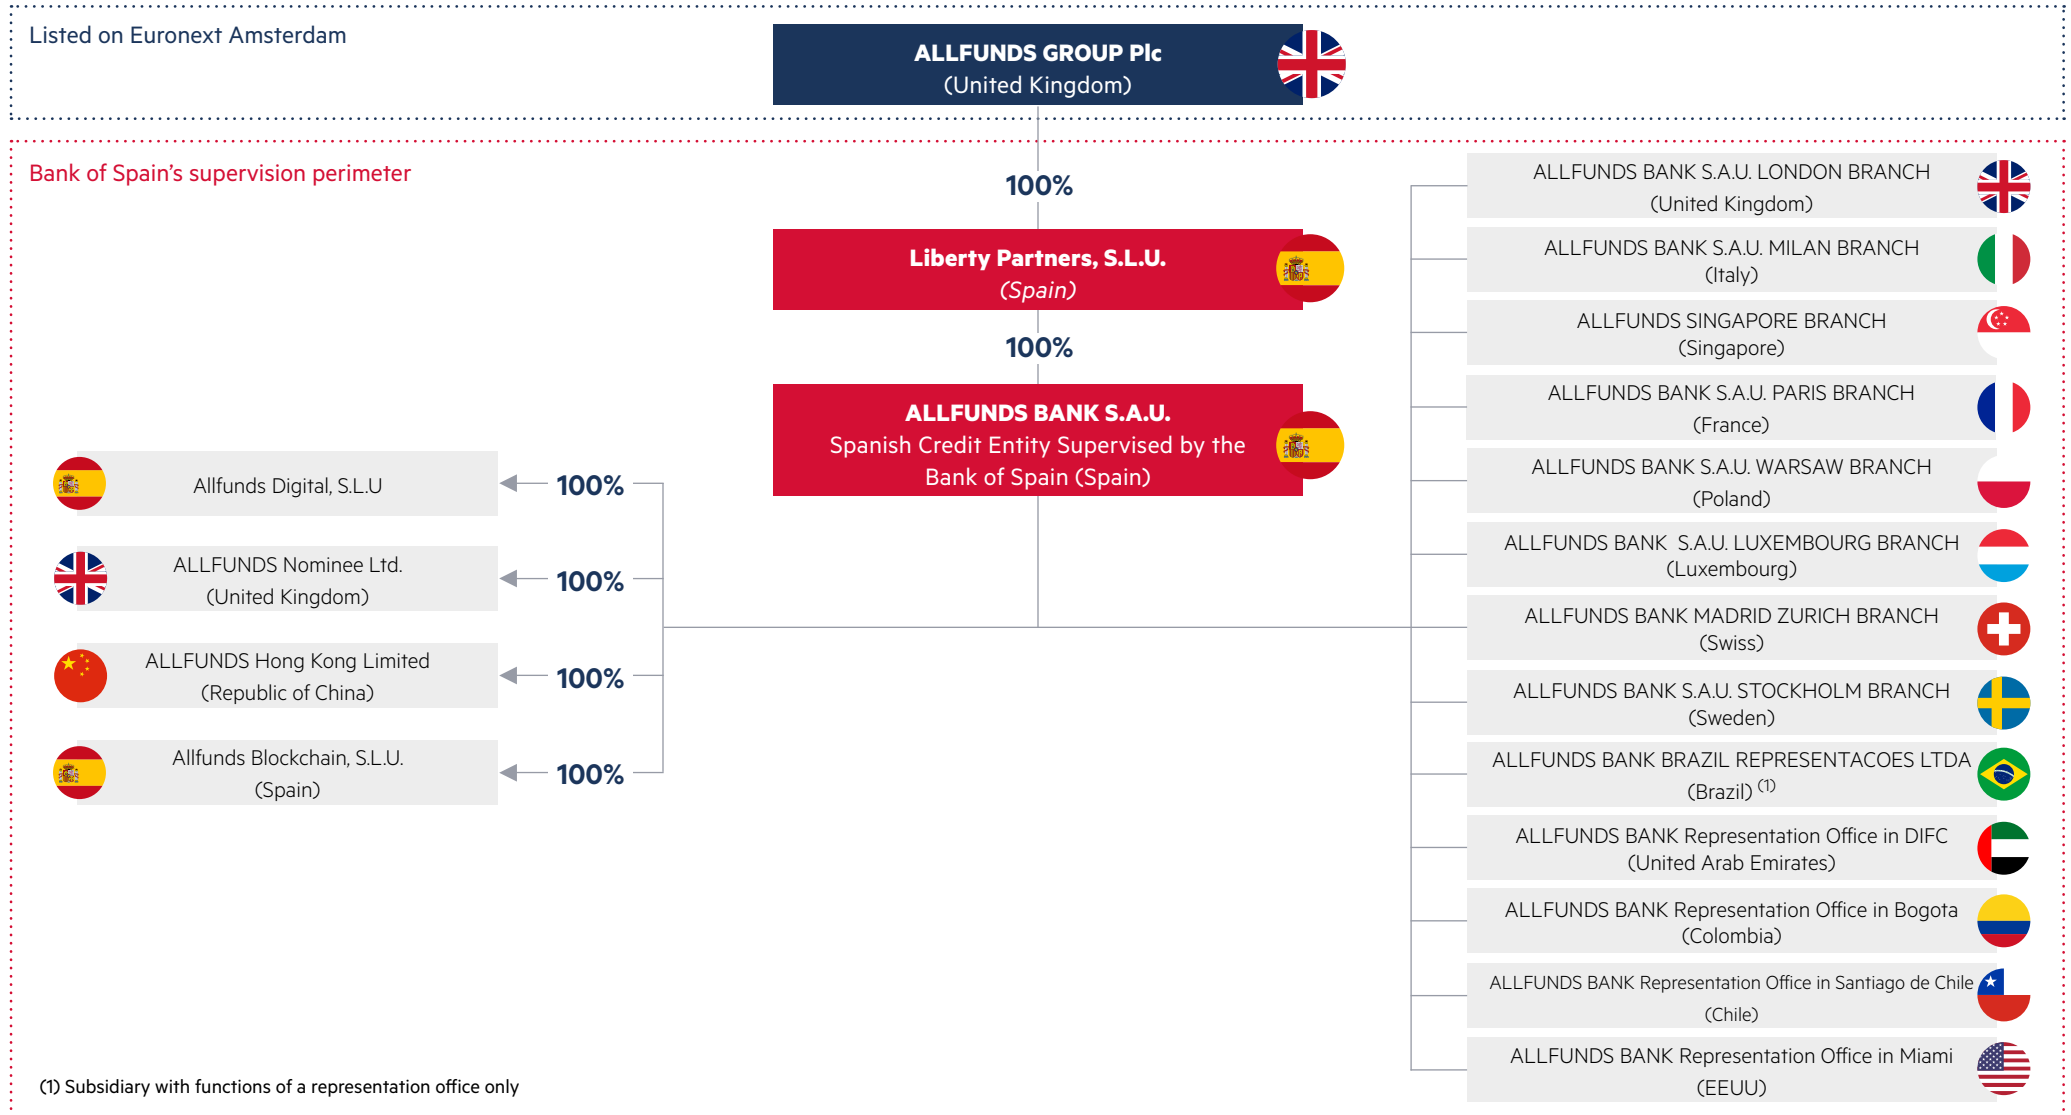 Listed on Euronext Amsterdam
ALLFUNDS GROUP Plc
(United Kingdom)
Bank of Spain’s supervision perimeter
100%
Liberty Partners, S.L.U.
(Spain)
100%
ALLFUNDS BANK S.A.U.
Spanish Credit Entity Supervised by the
Bank of Spain (Spain)
Allfunds Digital, S.L.U
100%
ALLFUNDS Nominee Ltd.
(United Kingdom)
100%
ALLFUNDS Hong Kong Limited
(Republic of China)
100%
Allfunds Blockchain, S.L.U.
(Spain)
100%
ALLFUNDS BANK S.A.U. LONDON BRANCH
(United Kingdom)
ALLFUNDS BANK S.A.U. MILAN BRANCH
(Italy)
ALLFUNDS SINGAPORE BRANCH
(Singapore)
ALLFUNDS BANK S.A.U. PARIS BRANCH
(France)
ALLFUNDS BANK S.A.U. WARSAW BRANCH
(Poland)
ALLFUNDS BANK S.A.U. LUXEMBOURG BRANCH
(Luxembourg)
ALLFUNDS BANK MADRID ZURICH BRANCH
(Swiss)
ALLFUNDS BANK S.A.U. STOCKHOLM BRANCH
(Sweden)
ALLFUNDS BANK BRAZIL REPRESENTACOES LTDA
(Brazil) (1)
ALLFUNDS BANK Representation Office in DIFC
(United Arab Emirates)
ALLFUNDS BANK Representation Office in Bogota
(Colombia)
ALLFUNDS BANK Representation Office in Santiago de Chile
(Chile)
ALLFUNDS BANK Representation Office in Miami
(EEUU)
(1) Subsidiary with functions of a representation office only